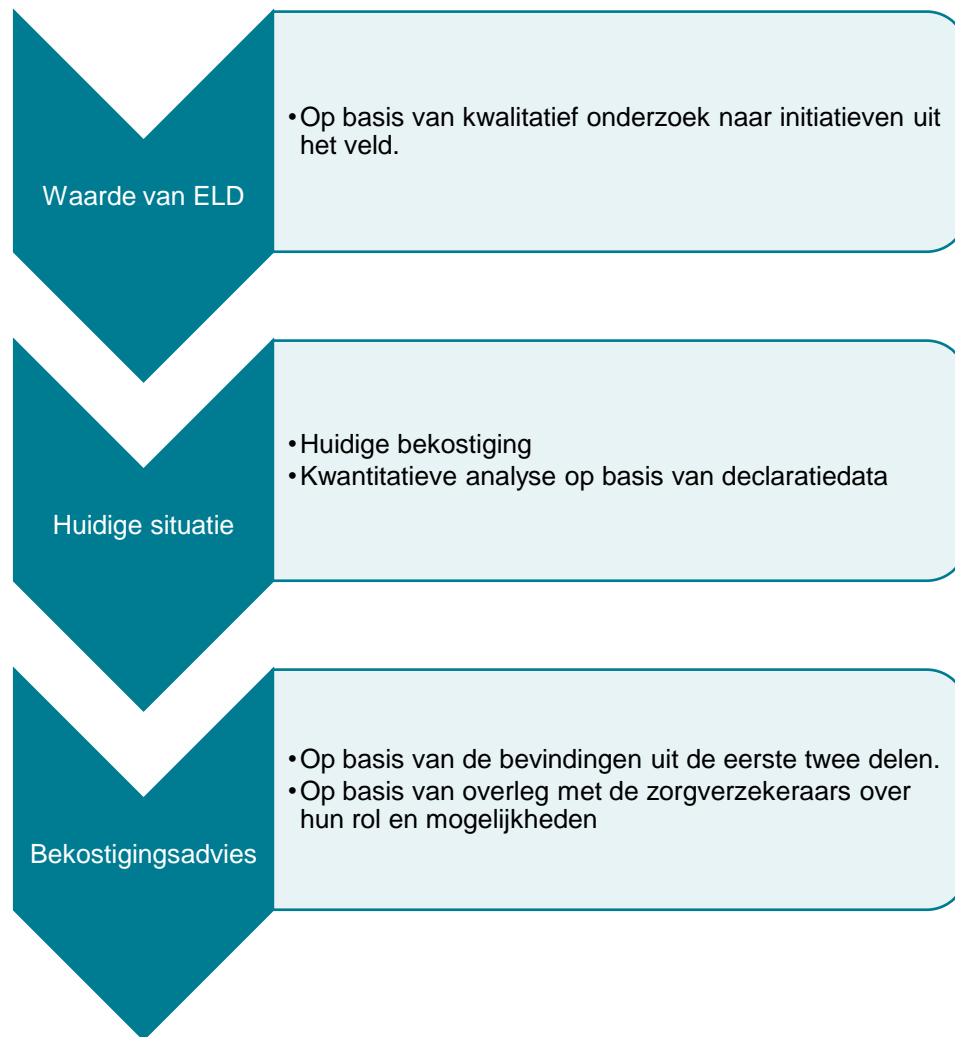 Waarde van ELD
•Op basis van kwalitatief onderzoek naar initiatieven uit
het veld.
Huidige situatie
•Huidige bekostiging
•Kwantitatieve analyse op basis van declaratiedata
Bekostigingsadvies
•Op basis van de bevindingen uit de eerste twee delen.
•Op basis van overleg met de zorgverzekeraars over
hun rol en mogelijkheden